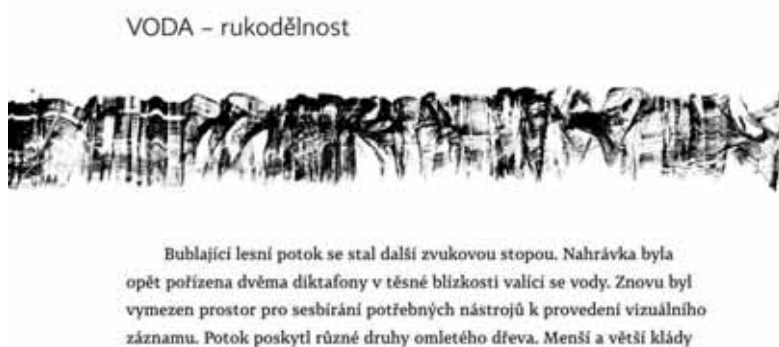 VODA – rukodělnost
Bublající lesní potok se stal další zvukovou stopou. Nahrávka byla
opět pořízena dvěma diktafony v těsné blízkosti valící se vody. Znovu byl
vymezen prostor pro sesbírání potřebných nástrojů k provedení vizuálního
záznamu. Potok poskytl různé druhy omletého dřeva. Menší a větší klády